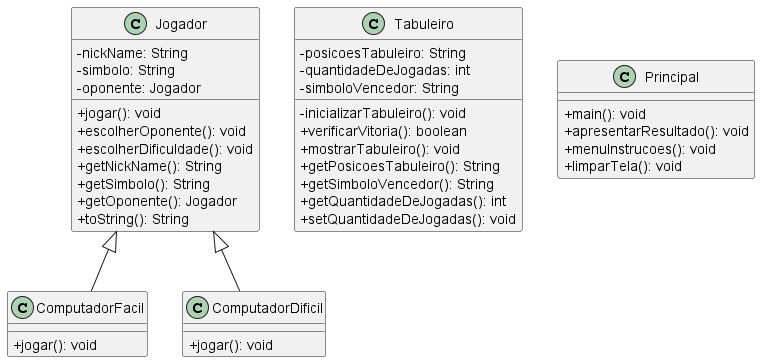 C Jogador
-nickName: String
-simbolo: String
-oponente: Jogador
+jogar(): void
+escolherOponente(): void
+escolherDificuldade(): void
+getNickName(): String
+getSimbolo(): String
+getOponente(): Jogador
+toString(): String
C Tabuleiro
-posicoesTabuleiro: String
-quantidadeDeJogadas: int
-simboloVencedor: String
-inicializarTabuleiro(): void
+verificarVitoria(): boolean
+mostrarTabuleiro(): void
+getPosicoesTabuleiro(): String
+getSimboloVencedor(): String
+getQuantidadeDeJogadas(): int
+setQuantidadeDeJogadas(): void
C Principal
+main(): void
+apresentarResultado(): void
+menuInstrucoes(): void
+limparTela(): void
C ComputadorFacil
+jogar(): void
C ComputadorDificil
+jogar(): void